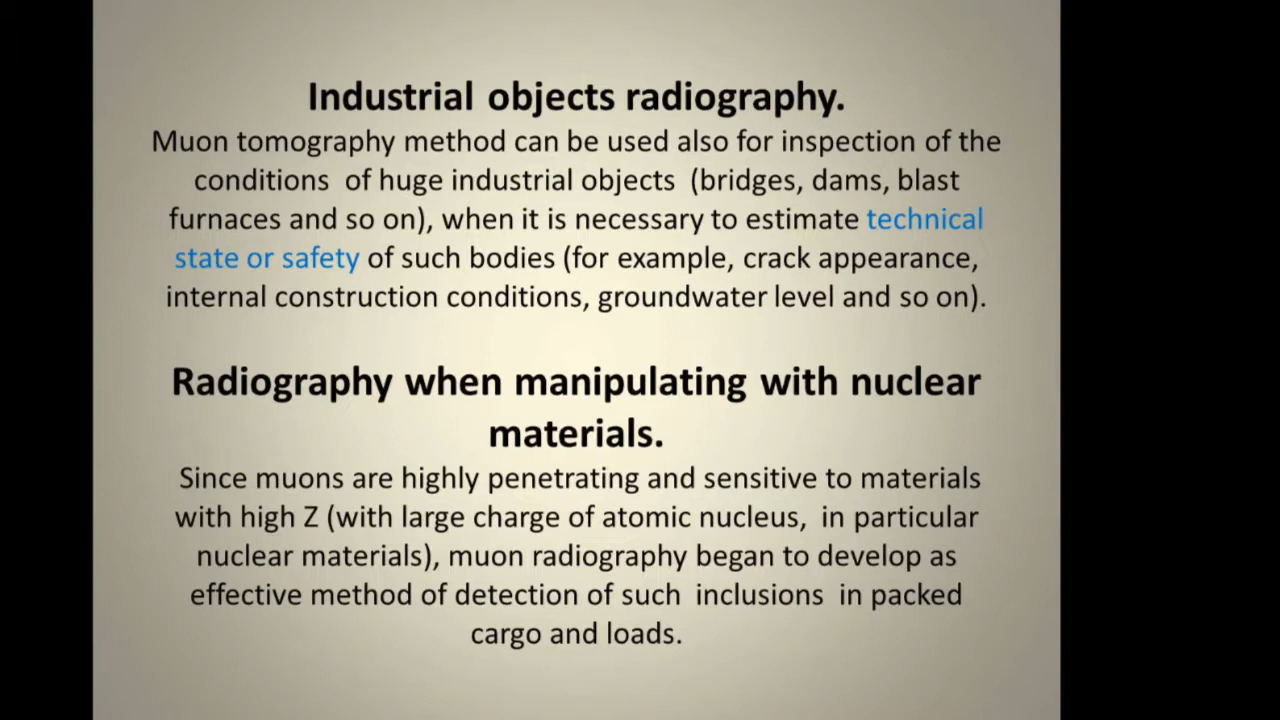 Industrial objects radiography.
Muon tomography method can be used also for inspection of the
conditions of huge industrial objects (bridges, dams, blast
furnaces and so on), when it is necessary to estimate technical
state or safety of such bodies (for example, crack appearance,
internal construction conditions, groundwater level and so on).
Radiography when manipulating with nuclear
materials.
Since muons are highly penetrating and sensitive to materials
with high Z (with large charge of atomic nucleus, in particular
nuclear materials), muon radiography began to develop as
effective method of detection of such inclusions in packed
cargo and loads.